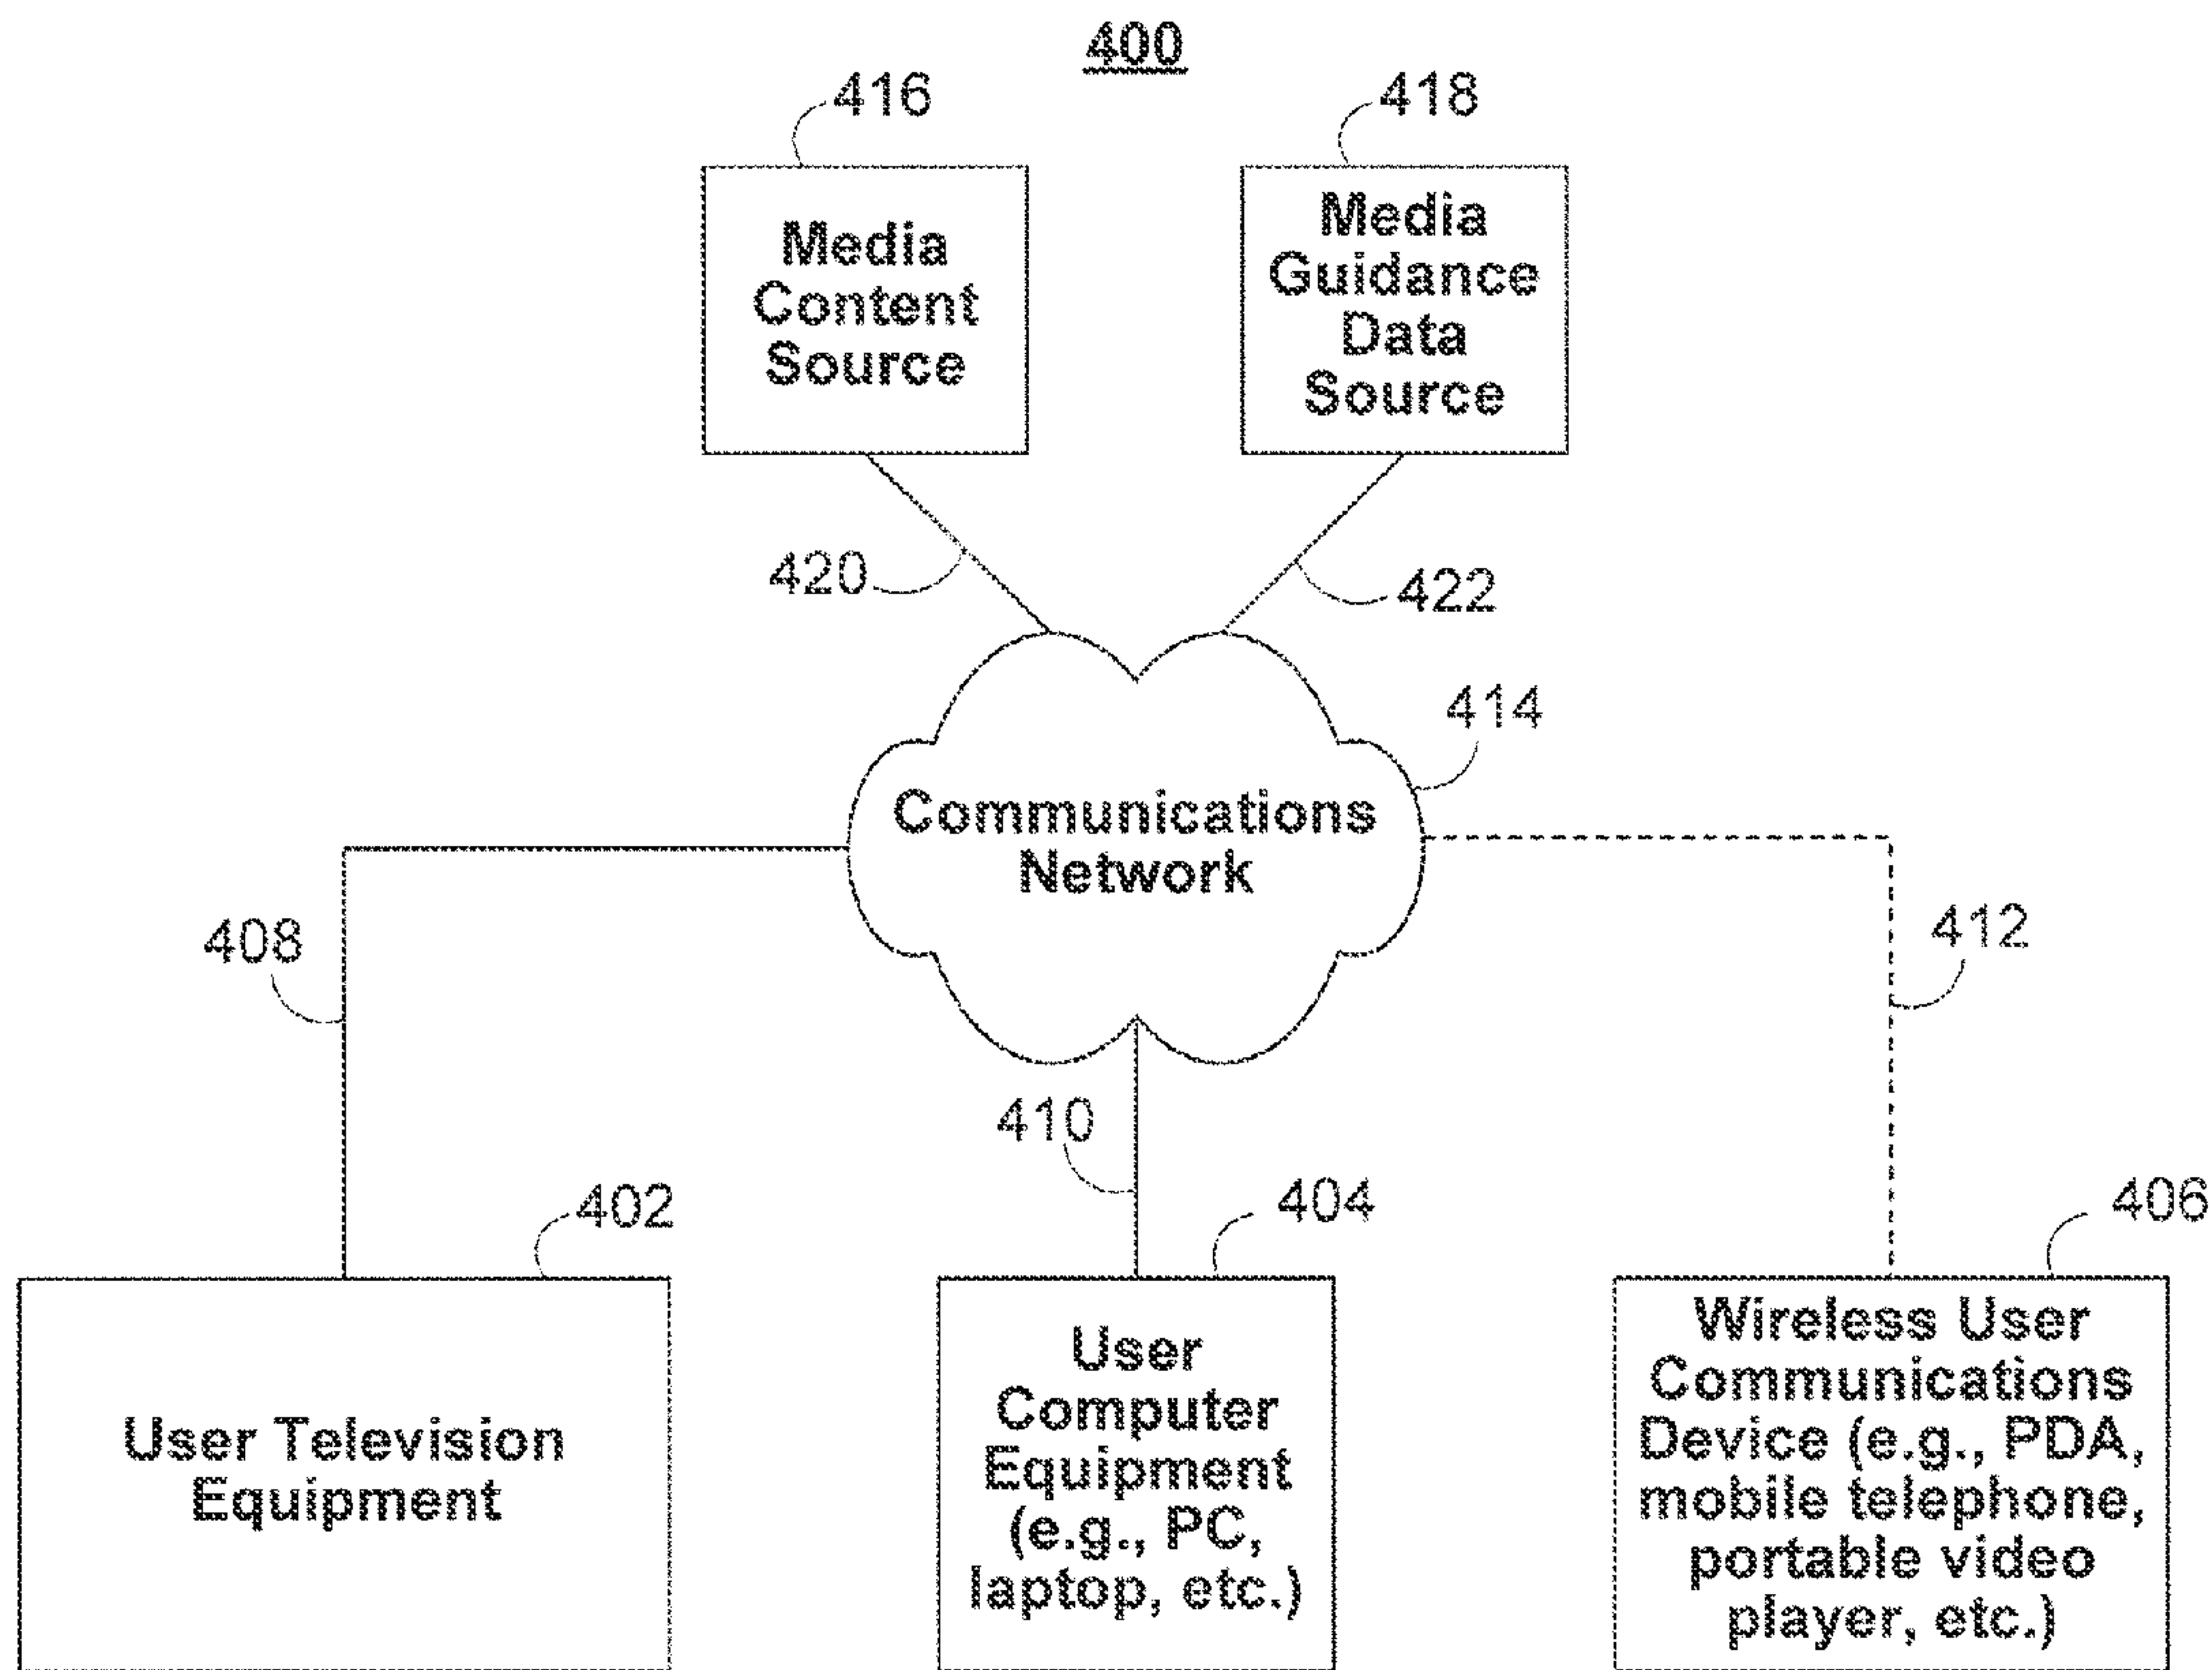 400
416
418
Media
Content
Source
Media
Guidance
Data
Source
420
422
414
Communications
Network
408
412
410
402
404
406
User Television
Equipment
User
Computer
Equipment
(e.g., PC,
laptop, etc.)
Wireless User
Communications
Device (e.g., PDA,
mobile telephone,
portable video
player, etc.)